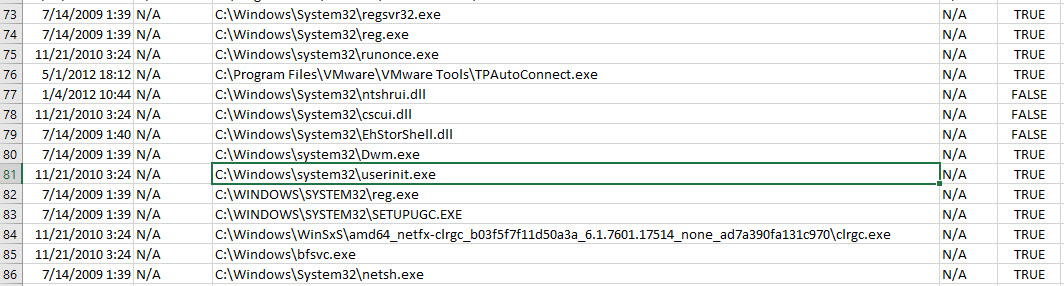 73 7/14/2009 1:39 N/A C:\Windows\System32\regsvr32.exe N/A TRUE
74 7/14/2009 1:39 N/A C:\Windows\System32\reg.exe N/A TRUE
75 11/21/2010 3:24 N/A C:\Windows\system32\runonce.exe N/A TRUE
76 5/1/2012 18:12 N/A C:\Program Files\VMware\VMware Tools\TPAutoConnect.exe N/A TRUE
77 1/4/2012 10:44 N/A C:\Windows\System32\ntshrui.dll N/A FALSE
78 11/21/2010 3:24 N/A C:\Windows\System32\cscui.dll N/A FALSE
79 7/14/2009 1:40 N/A C:\Windows\System32\EhStorShell.dll N/A FALSE
80 7/14/2009 1:39 N/A C:\Windows\system32\Dwm.exe N/A TRUE
81 11/21/2010 3:24 N/A C:\Windows\system32\userinit.exe N/A TRUE
82 7/14/2009 1:39 N/A C:\WINDOWS\SYSTEM32\reg.exe N/A TRUE
83 7/14/2009 1:39 N/A C:\WINDOWS\SYSTEM32\SETUPUGC.EXE N/A TRUE
84 11/21/2010 3:24 N/A C:\Windows\WinSxS\amd64_netfx-clrgc_b03f5f7f11d50a3a_6.1.7601.17514_none_ad7a390fa131c970\clrgc.exe N/A TRUE
85 11/21/2010 3:24 N/A C:\Windows\bfsvc.exe N/A TRUE
86 7/14/2009 1:39 N/A C:\Windows\System32\netsh.exe N/A TRUE